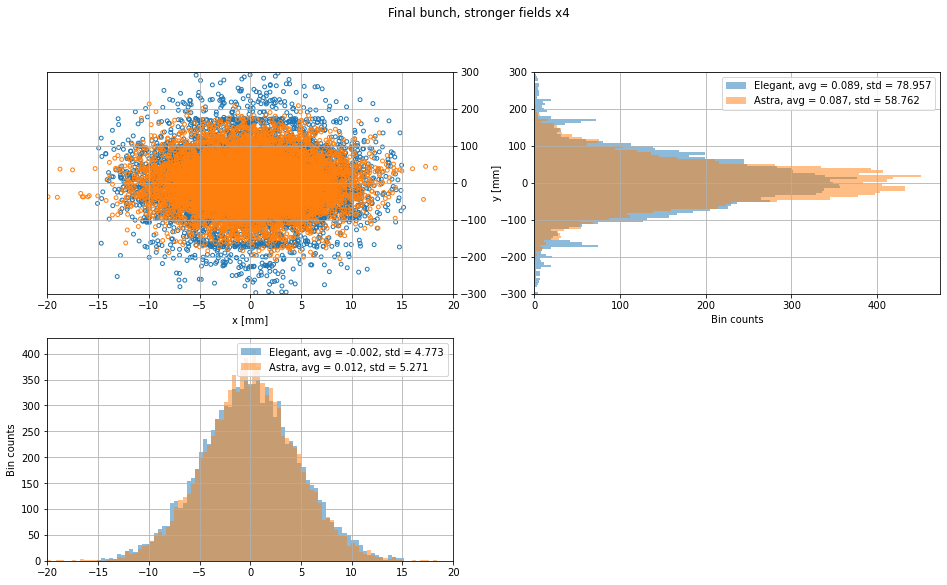 Final bunch, stronger fields x4
300
200
100
0
−100
−200
−300
−20 −15 −10 −5 0 5 10 15 20
x [mm]
Elegant, avg = 0.089, std = 78.957
Astra, avg = 0.087, std = 58.762
300
200
100
0
−100
−200
−300
y [mm]
0 100 200 300 400
Bin counts
Elegant, avg = -0.002, std = 4.773
Astra, avg = 0.012, std = 5.271
400
350
300
250
200
150
100
50
0
Bin counts
−20 −15 −10 −5 0 5 10 15 20